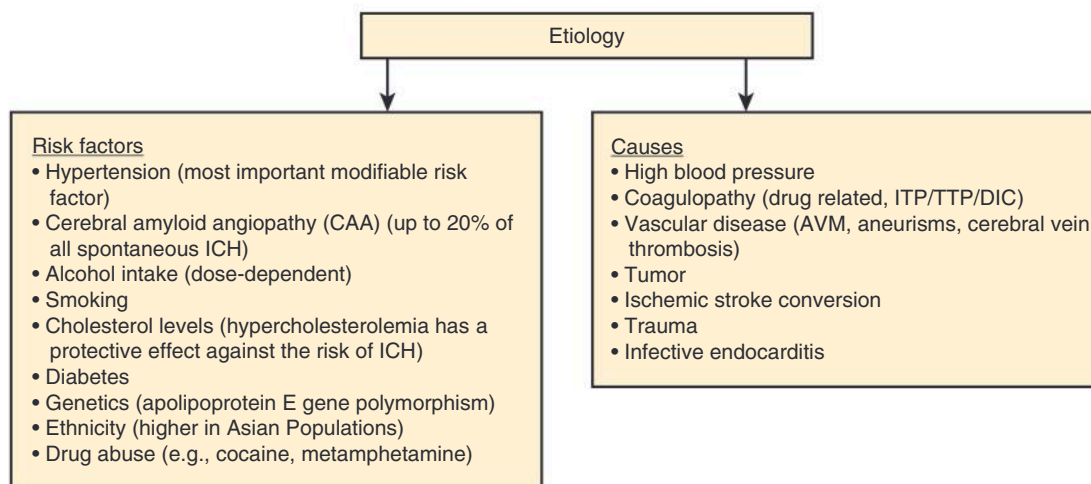 Etiology
Risk factors
• Hypertension (most important modifiable risk
factor)
• Cerebral amyloid angiopathy (CAA) (up to 20% of
all spontaneous ICH)
• Alcohol intake (dose-dependent)
• Smoking
• Cholesterol levels (hypercholesterolemia has a
protective effect against the risk of ICH)
• Diabetes
• Genetics (apolipoprotein E gene polymorphism)
• Ethnicity (higher in Asian Populations)
• Drug abuse (e.g., cocaine, metamphetamine)
Causes
• High blood pressure
• Coagulopathy (drug related, ITP/TTP/DIC)
• Vascular disease (AVM, aneurisms, cerebral vein
thrombosis)
• Tumor
• Ischemic stroke conversion
• Trauma
• Infective endocarditis